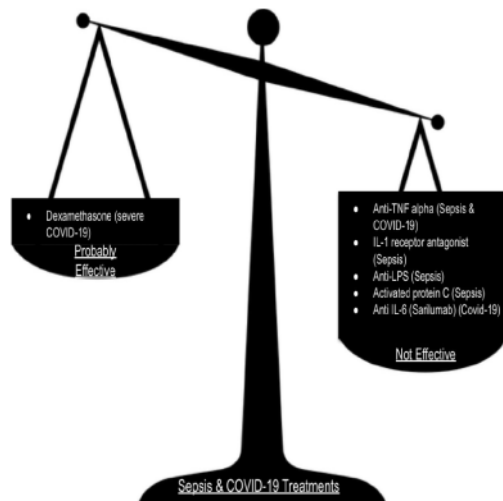 • Dexamethasone (severe
COVID-19)
Probably
Effective
• Anti-TNF alpha (Sepsis &
COVID-19)
• IL-1 receptor antagonist
(Sepsis)
• Anti-LPS (Sepsis)
• Activated protein C (Sepsis)
• Anti IL-6 (Sarilumab) (Covid-19)
Not Effective
Sepsis & COVID-19 Treatments